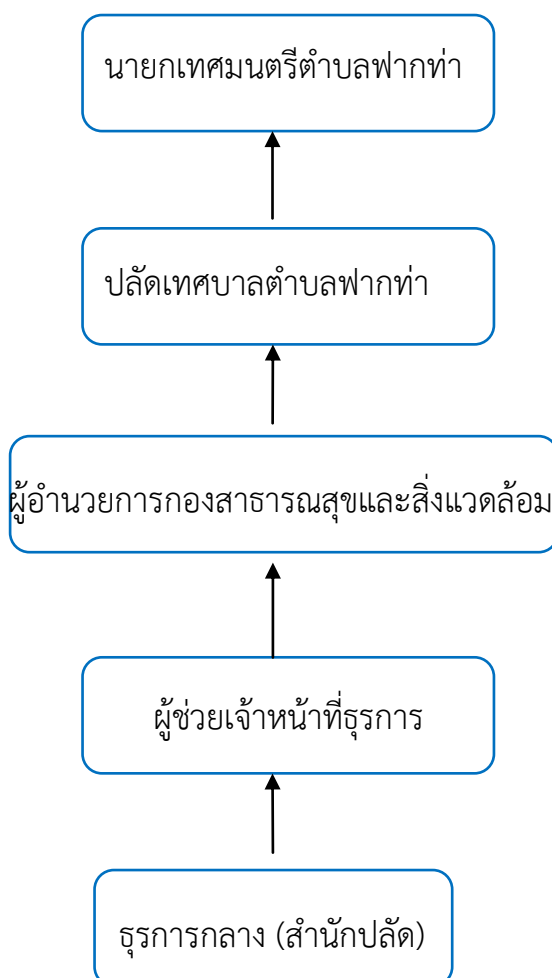 นายกเทศมนตรีตำบลฟากท่า
ปลัดเทศบาลตำบลฟากท่า
ผู้อำนวยการกองสาธารณสุขและสิ่งแวดล้อม
ผู้ช่วยเจ้าหน้าที่ธุรการ
ธุรการกลาง (สำนักปลัด)